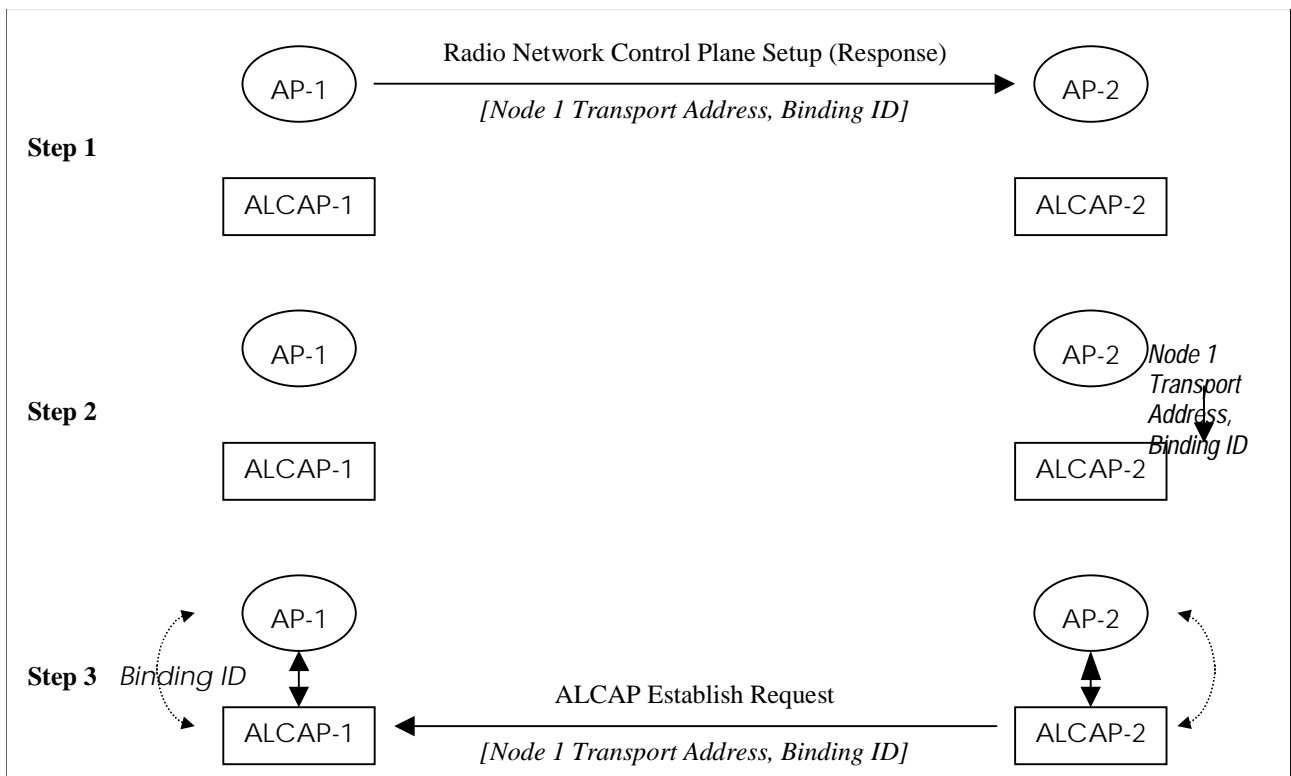 Radio Network Control Plane Setup (Response)
AP-1
AP-2
[Node 1 Transport Address, Binding ID]
Step 1
ALCAP-1
ALCAP-2
AP-1
AP-2
Node 1
Transport
Address,
Binding ID
Step 2
ALCAP-1
ALCAP-2
AP-1
AP-2
Step 3
Binding ID
ALCAP Establish Request
ALCAP-1
ALCAP-2
[Node 1 Transport Address, Binding ID]